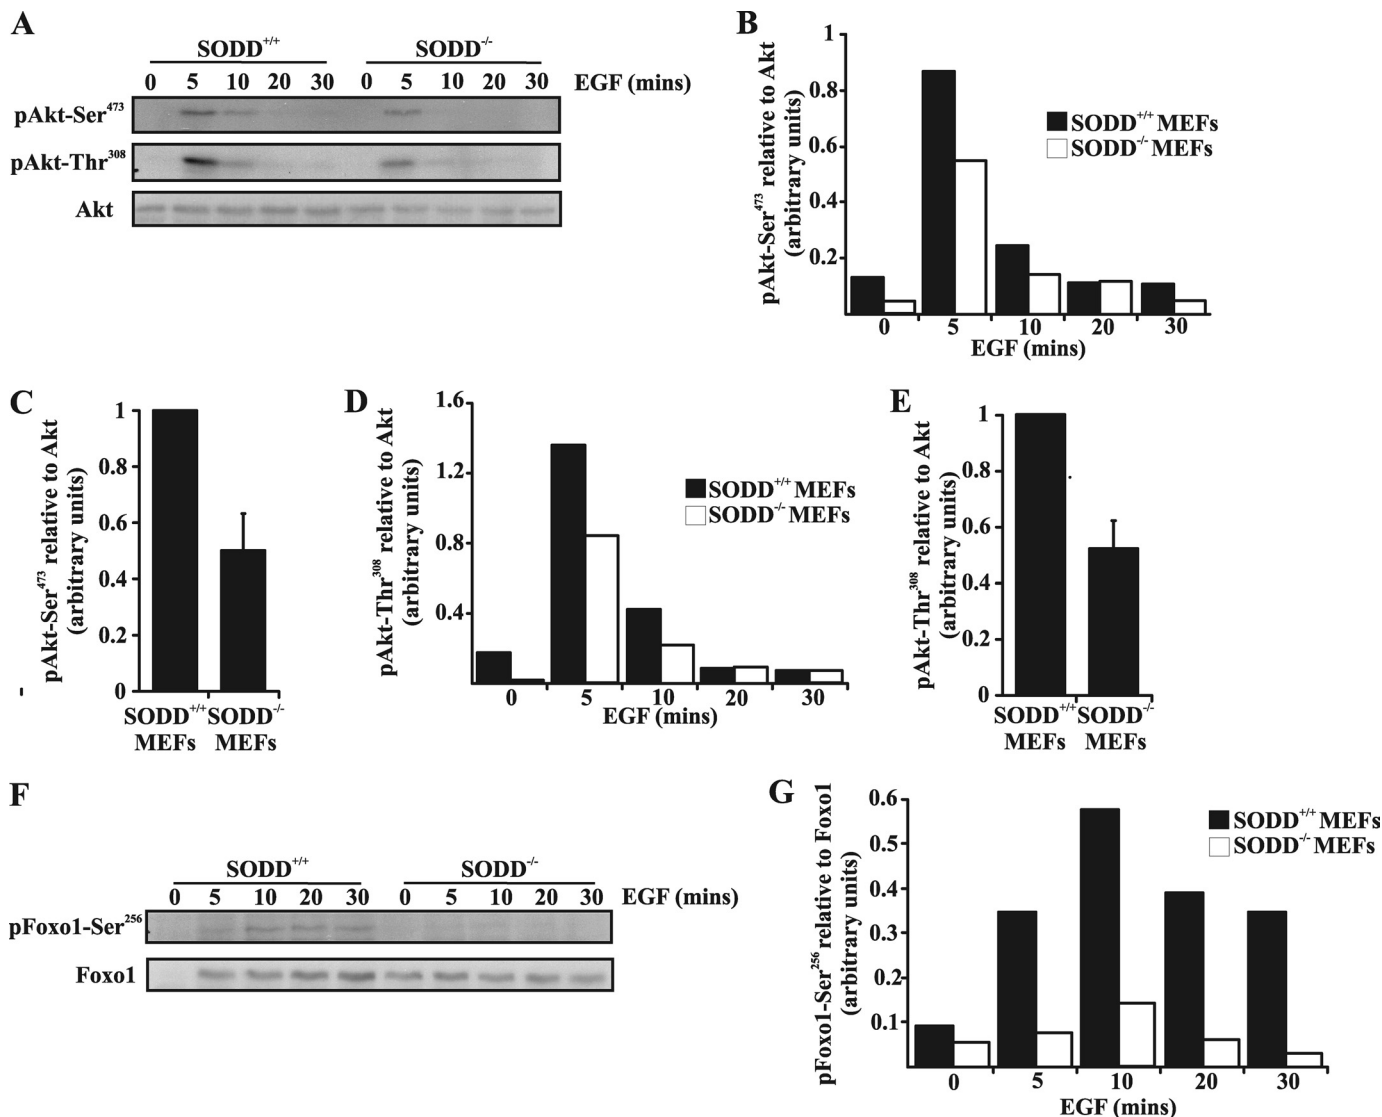 A
SODD+/+ SODD-/-
0 5 10 20 30 0 5 10 20 30 EGF (mins)
pAkt-Ser473
pAkt-Thr308
Akt
B
pAkt-Ser473 relative to Akt
(arbitrary units)
1
0.8
0.6
0.4
0.2
SODD+/+ MEFs
SODD-/- MEFs
0 5 10 20 30
EGF (mins)
C
pAkt-Ser473 relative to Akt
(arbitrary units)
1
0.8
0.6
0.4
0.2
0
SODD+/+ SODD-/-
MEFs MEFs
D
pAkt-Thr308 relative to Akt
(arbitrary units)
1.6
1.2
0.8
0.4
SODD+/+ MEFs
SODD-/- MEFs
0 5 10 20 30
EGF (mins)
E
pAkt-Thr308 relative to Akt
(arbitrary units)
1
0.8
0.6
0.4
0.2
0
SODD+/+ SODD-/-
MEFs MEFs
F
SODD+/+ SODD-/-
0 5 10 20 30 0 5 10 20 30 EGF (mins)
pFoxo1-Ser256
Foxo1
G
pFoxo1-Ser256 relative to Foxo1
(arbitrary units)
0.6
0.5
0.4
0.3
0.2
0.1
SODD+/+ MEFs
SODD-/- MEFs
0 5 10 20 30
EGF (mins)